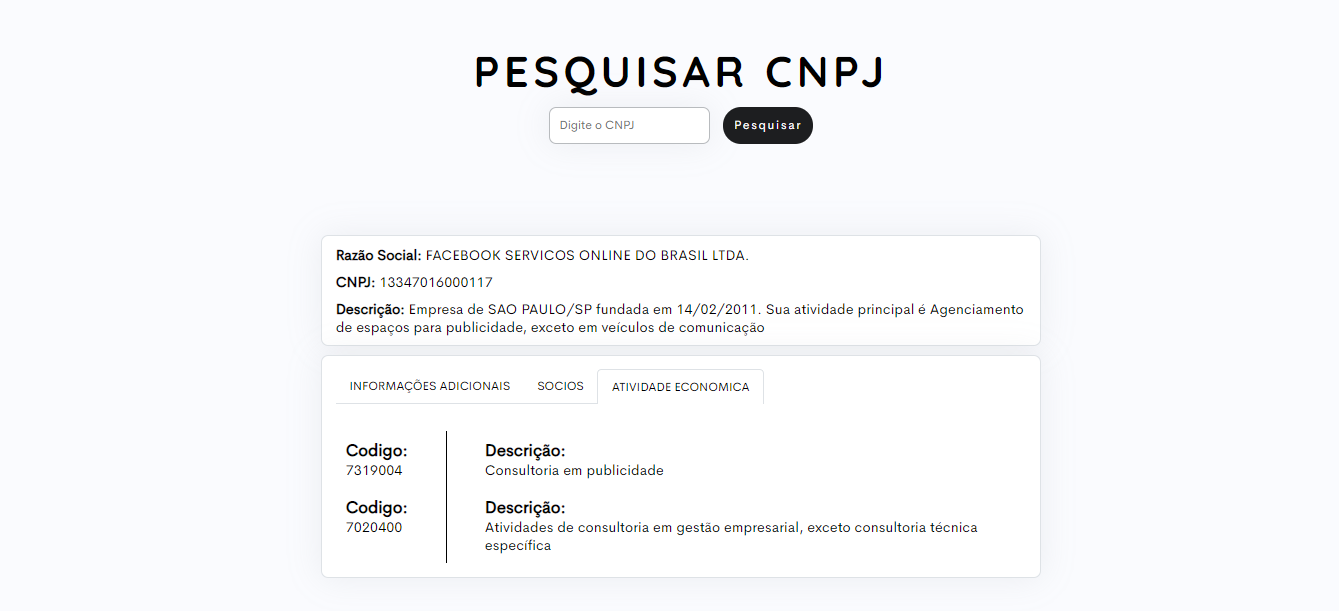 PESQUISAR CNPJ
Digite o CNPJ
Pesquisar
Razão Social: FACEBOOK SERVICOS ONLINE DO BRASIL LTDA.
CNPJ: 13347016000117
Descrição: Empresa de SAO PAULO/SP fundada em 14/02/2011. Sua atividade principal é Agenciamento
de espaços para publicidade, exceto em veículos de comunicação
INFORMAÇÕES ADICIONAIS
SOCIOS
ATIVIDADE ECONOMICA
Codigo:
7319004
Descrição:
Consultoria em publicidade
Codigo:
7020400
Descrição:
Atividades de consultoria em gestão empresarial, exceto consultoria técnica
específica